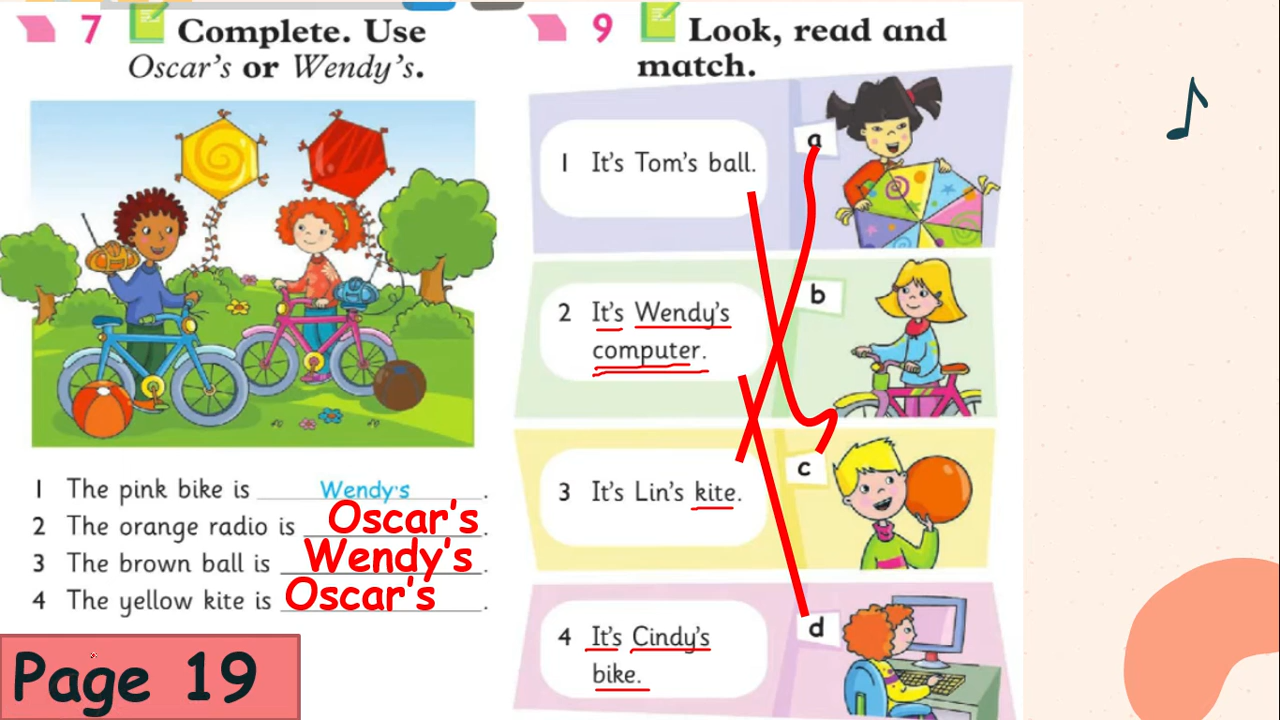 7 Complete. Use
Oscar's or Wendy's.
1 The pink bike is Wendy's.
2 The orange radio is Oscar's.
3 The brown ball is Wendy's.
4 The yellow kite is Oscar's.
Page 19
9 Look, read and
match.
1 It's Tom's ball.
a
2 It's Wendy's
computer.
b
3 It's Lin's kite.
c
4 It's Cindy's
bike.
d